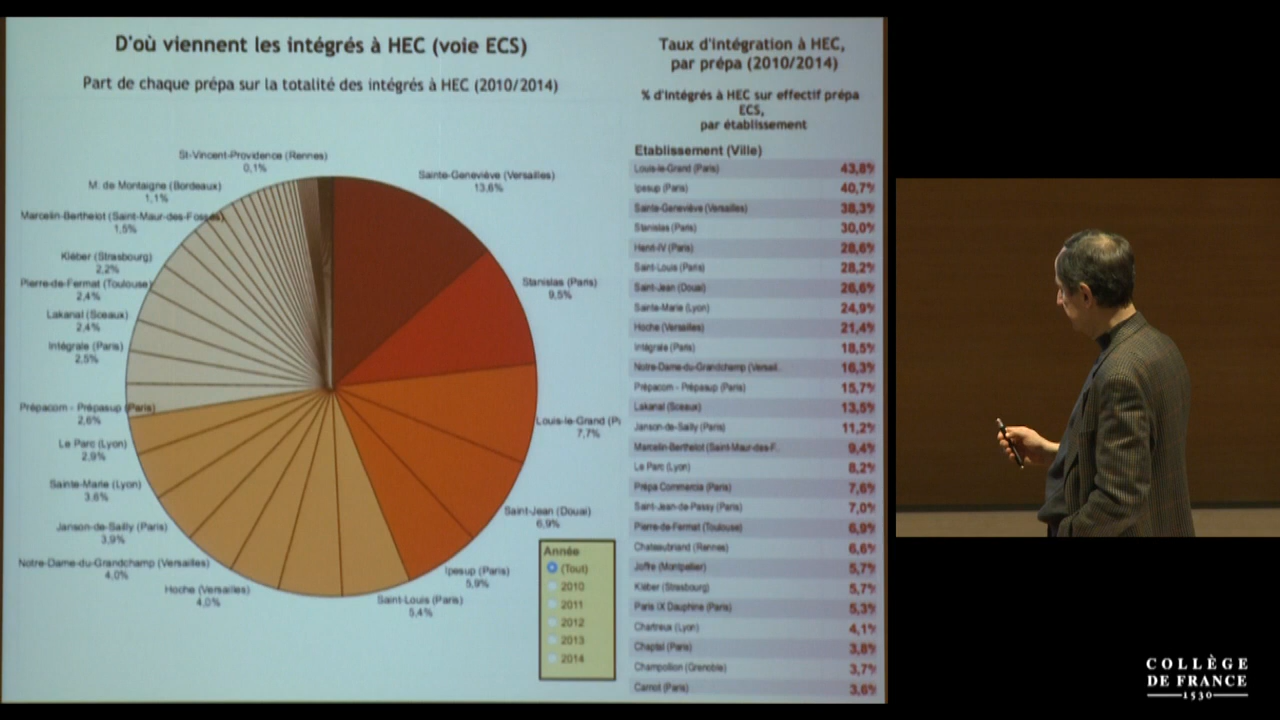 D'où viennent les intégrés à HEC (voie ECS)
Part de chaque prépa sur la totalité des intégrés à HEC (2010/2014)
St-Vincent-Providence (Rennes)
0,1%
M. de Montaigne (Bordeaux)
1,1%
Marcelin-Berthelot (Saint-Maur-des-Fossés)
1,5%
Kléber (Strasbourg)
2,2%
Pierre-de-Fermat (Toulouse)
2,4%
Lakanal (Sceaux)
2,4%
Intégrale (Paris)
2,5%
Prépacom - Prépasup (Paris)
2,6%
Le Parc (Lyon)
2,9%
Sainte-Marie (Lyon)
3,6%
Janson-de-Sailly (Paris)
3,9%
Notre-Dame-du-Grandchamp (Versailles)
4,0%
Hoche (Versailles)
4,0%
Saint-Louis (Paris)
5,4%
Ipesup (Paris)
5,9%
Saint-Jean (Douai)
6,9%
Louis-le-Grand (P
7,7%
Stanislas (Paris)
9,5%
Sainte-Geneviève (Versailles)
13,6%
Année
(Tout)
2010
2011
2012
2013
2014
Taux d'intégration à HEC,
par prépa (2010/2014)
% d'intégrés à HEC sur effectif prépa
ECS,
par établissement
Etablissement (Ville)
Louis-le-Grand (Paris) 43,8%
Ipesup (Paris) 40,7%
Sainte-Geneviève (Versailles) 38,3%
Stanislas (Paris) 30,0%
Henri-IV (Paris) 28,6%
Saint-Louis (Paris) 28,2%
Saint-Jean (Douai) 26,6%
Sainte-Marie (Lyon) 24,9%
Hoche (Versailles) 21,4%
Intégrale (Paris) 18,5%
Notre-Dame-du-Grandchamp (Versail.. 16,3%
Prépacom - Prépasup (Paris) 15,7%
Lakanal (Sceaux) 13,5%
Janson-de-Sailly (Paris) 11,2%
Marcelin-Berthelot (Saint-Maur-des-F.. 9,4%
Le Parc (Lyon) 8,2%
Prépa Commercia (Paris) 7,6%
Saint-Jean-de-Passy (Paris) 7,0%
Pierre-de-Fermat (Toulouse) 6,9%
Chateaubriand (Rennes) 6,6%
Joffre (Montpellier) 5,7%
Kléber (Strasbourg) 5,7%
Paris IX Dauphine (Paris) 5,3%
Chartreux (Lyon) 4,1%
Chaptal (Paris) 3,8%
Champollion (Grenoble) 3,7%
Carnot (Paris) 3,6%
COLLÈGE
DE FRANCE
1530